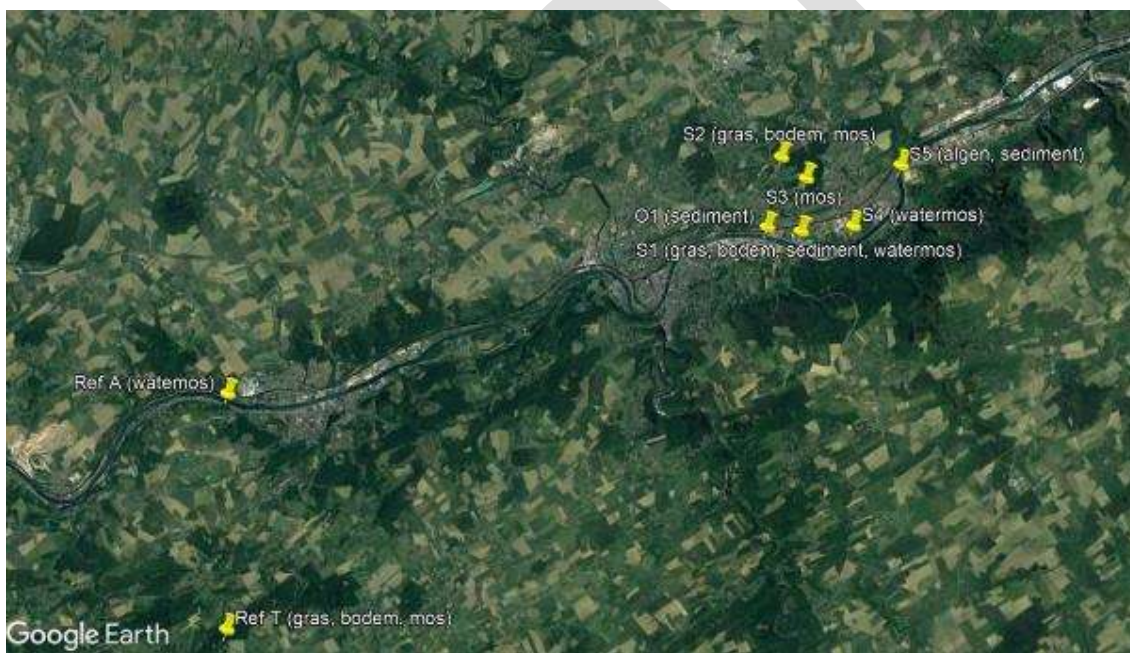 S2 (gras, bodem, mos)
S5 (algen, sediment)
S3 (mos)
O1 (sediment)
S4 (watermos)
S1 (gras, bodem, sediment, watermos)
Ref A (watemos)
Ref T (gras, bodem, mos)
Google Earth